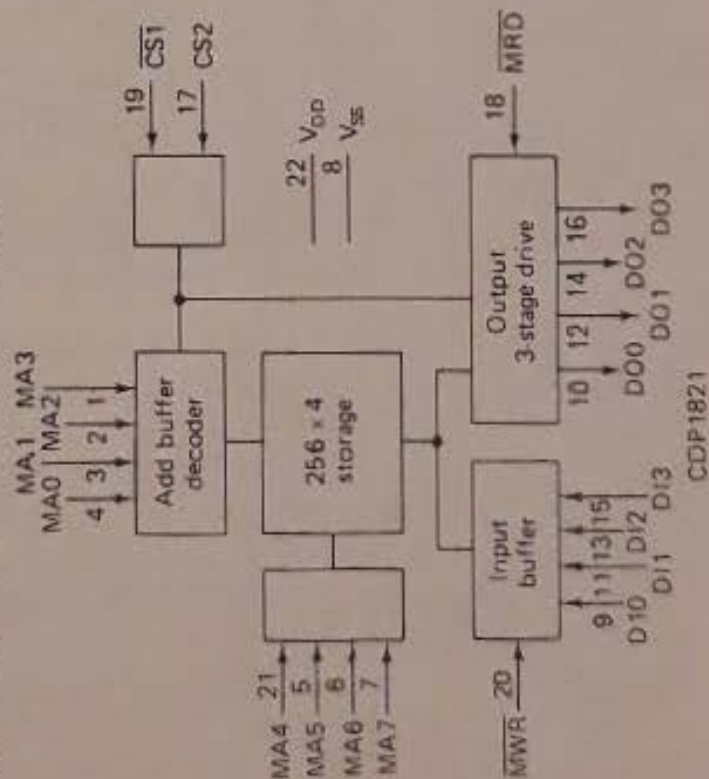 MA1 MA3
MA0 MA2
4 3 2 1
Add buffer
decoder
19 CS1
17 CS2
22 VDD
8 VSS
MA4 21
MA5 5
MA6 6
MA7 7
256 x 4
storage
MWR 20
Input
buffer
9 11 13 15
D10 DI2
DI1 DI3
Output
3-stage drive
18 MRD
10 12 14 16
DO0 DO2
DO1 DO3
CDP1821